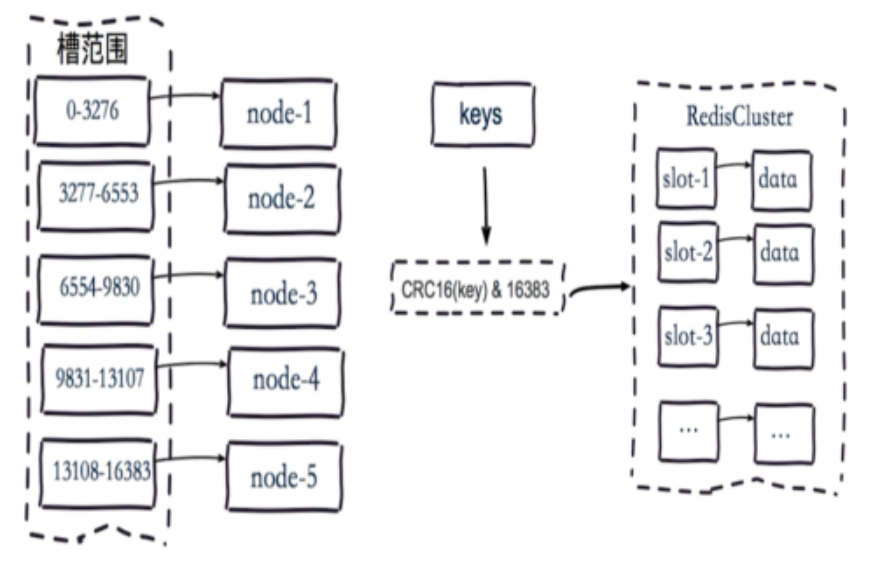 槽范围
0-3276
node-1
3277-6553
node-2
6554-9830
node-3
9831-13107
node-4
13108-16383
node-5
keys
CRC16(key) & 16383
RedisCluster
slot-1
data
slot-2
data
slot-3
data
...
...